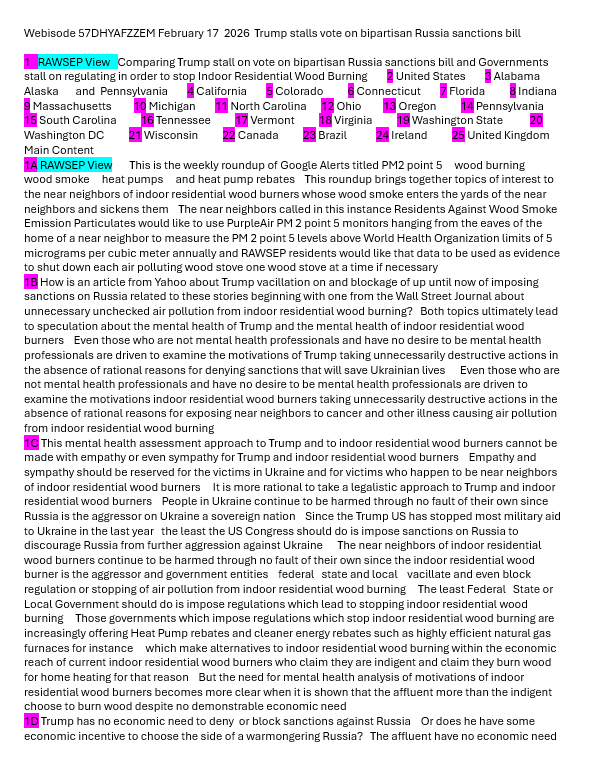 Webisode 57DHYAFZZEM February 17 2026 Trump stalls vote on bipartisan Russia sanctions bill
1 RAWSEP View Comparing Trump stall on vote on bipartisan Russia sanctions bill and Governments
stall on regulating in order to stop Indoor Residential Wood Burning 2 United States 3 Alabama
Alaska and Pennsylvania 4 California 5 Colorado 6 Connecticut 7 Florida 8 Indiana
9 Massachusetts 10 Michigan 11 North Carolina 12 Ohio 13 Oregon 14 Pennsylvania
15 South Carolina 16 Tennessee 17 Vermont 18 Virginia 19 Washington State 20
Washington DC 21 Wisconsin 22 Canada 23 Brazil 24 Ireland 25 United Kingdom
Main Content
1A RAWSEP View This is the weekly roundup of Google Alerts titled PM2 point 5 wood burning
wood smoke heat pumps and heat pump rebates This roundup brings together topics of interest to
the near neighbors of indoor residential wood burners whose wood smoke enters the yards of the near
neighbors and sickens them The near neighbors called in this instance Residents Against Wood Smoke
Emission Particulates would like to use PurpleAir PM 2 point 5 monitors hanging from the eaves of the
home of a near neighbor to measure the PM 2 point 5 levels above World Health Organization limits of 5
micrograms per cubic meter annually and RAWSEP residents would like that data to be used as evidence
to shut down each air polluting wood stove one wood stove at a time if necessary
1B How is an article from Yahoo about Trump vacillation on and blockage of up until now of imposing
sanctions on Russia related to these stories beginning with one from the Wall Street Journal about
unnecessary unchecked air pollution from indoor residential wood burning? Both topics ultimately lead
to speculation about the mental health of Trump and the mental health of indoor residential wood
burners Even those who are not mental health professionals and have no desire to be mental health
professionals are driven to examine the motivations of Trump taking unnecessarily destructive actions in
the absence of rational reasons for denying sanctions that will save Ukrainian lives Even those who are
not mental health professionals and have no desire to be mental health professionals are driven to
examine the motivations indoor residential wood burners taking unnecessarily destructive actions in the
absence of rational reasons for exposing near neighbors to cancer and other illness causing air pollution
from indoor residential wood burning
1C This mental health assessment approach to Trump and to indoor residential wood burners cannot be
made with empathy or even sympathy for Trump and indoor residential wood burners Empathy and
sympathy should be reserved for the victims in Ukraine and for victims who happen to be near neighbors
of indoor residential wood burners It is more rational to take a legalistic approach to Trump and indoor
residential wood burners People in Ukraine continue to be harmed through no fault of their own since
Russia is the aggressor on Ukraine a sovereign nation Since the Trump US has stopped most military aid
to Ukraine in the last year the least the US Congress should do is impose sanctions on Russia to
discourage Russia from further aggression against Ukraine The near neighbors of indoor residential
wood burners continue to be harmed through no fault of their own since the indoor residential wood
burner is the aggressor and government entities federal state and local vacillate and even block
regulation or stopping of air pollution from indoor residential wood burning The least Federal State or
Local Government should do is impose regulations which lead to stopping indoor residential wood
burning Those governments which impose regulations which stop indoor residential wood burning are
increasingly offering Heat Pump rebates and cleaner energy rebates such as highly efficient natural gas
furnaces for instance which make alternatives to indoor residential wood burning within the economic
reach of current indoor residential wood burners who claim they are indigent and claim they burn wood
for home heating for that reason But the need for mental health analysis of motivations of indoor
residential wood burners becomes more clear when it is shown that the affluent more than the indigent
choose to burn wood despite no demonstrable economic need
1D Trump has no economic need to deny or block sanctions against Russia Or does he have some
economic incentive to choose the side of a warmongering Russia? The affluent have no economic need